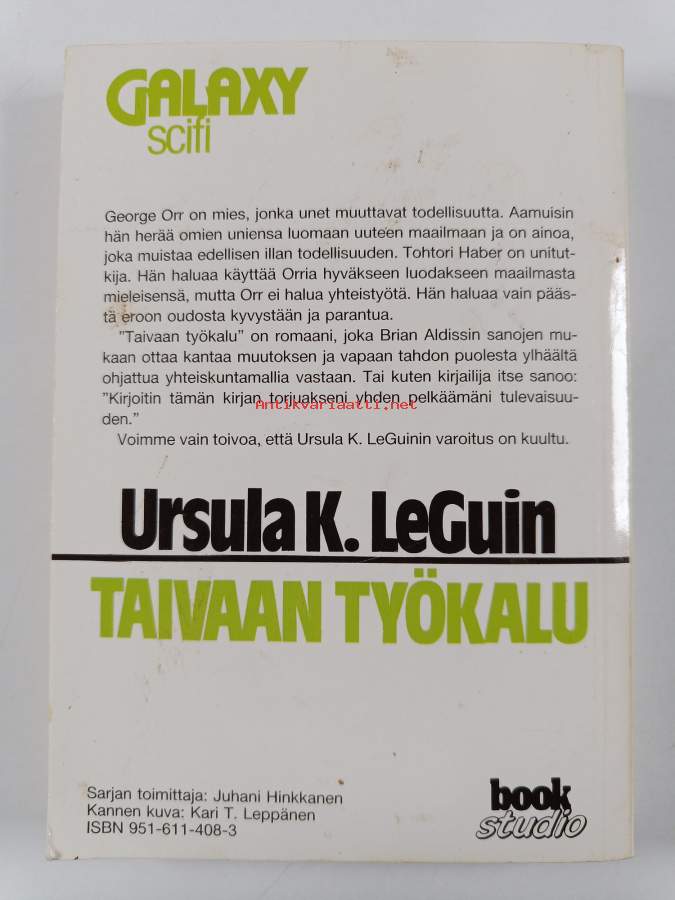 GALAXY
scifi
George Orr on mies, jonka unet muuttavat todellisuutta. Aamuisin
hän herää omien uniensa luomaan uuteen maailmaan ja on ainoa,
joka muistaa edellisen illan todellisuuden. Tohtori Haber on unitut-
kija. Hän haluaa käyttää Orria hyväkseen luodakseen maailmasta
mieleisensä, mutta Orr ei halua yhteistyötä. Hän haluaa vain pääs-
tä eroon oudosta kyvystään ja parantua.
"Taivaan työkalu" on romaani, joka Brian Aldissin sanojen mu-
kaan ottaa kantaa muutoksen ja vapaan tahdon puolesta ylhäältä
ohjattua yhteiskuntamallia vastaan. Tai kuten kirjailija itse sanoo:
"Kirjoitin tämän kirjan torjuakseni yhden pelkäämäni tulevaisuu-
Antikvariaatti.net
den."
Voimme vain toivoa, että Ursula K. LeGuinin varoitus on kuultu.
Ursula K. LeGuin
TAIVAAN TYÖKALU
Sarjan toimittaja: Juhani Hinkkanen
Kannen kuva: Kari T. Leppänen
ISBN 951-611-408-3
book
studio